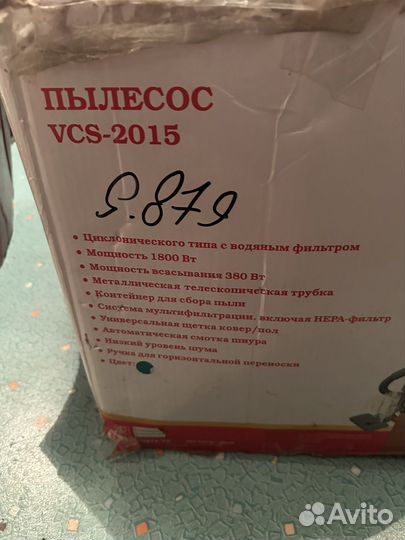 ПЫЛЕСОС
VCS-2015
9.879
• Циклонического типа с водяным фильтром
• Мощность 1800 Вт
• Мощность всасывания 380 Вт
• Металлическая телескопическая трубка
• Контейнер для сбора пыли
• Система мультифильтрации, включая HEPA-фильтр
• Универсальная щетка ковер/пол
• Автоматическая смотка шнура
• Низкий уровень шума
• Ручка для горизонтальной переноски
• Цвет
Avito